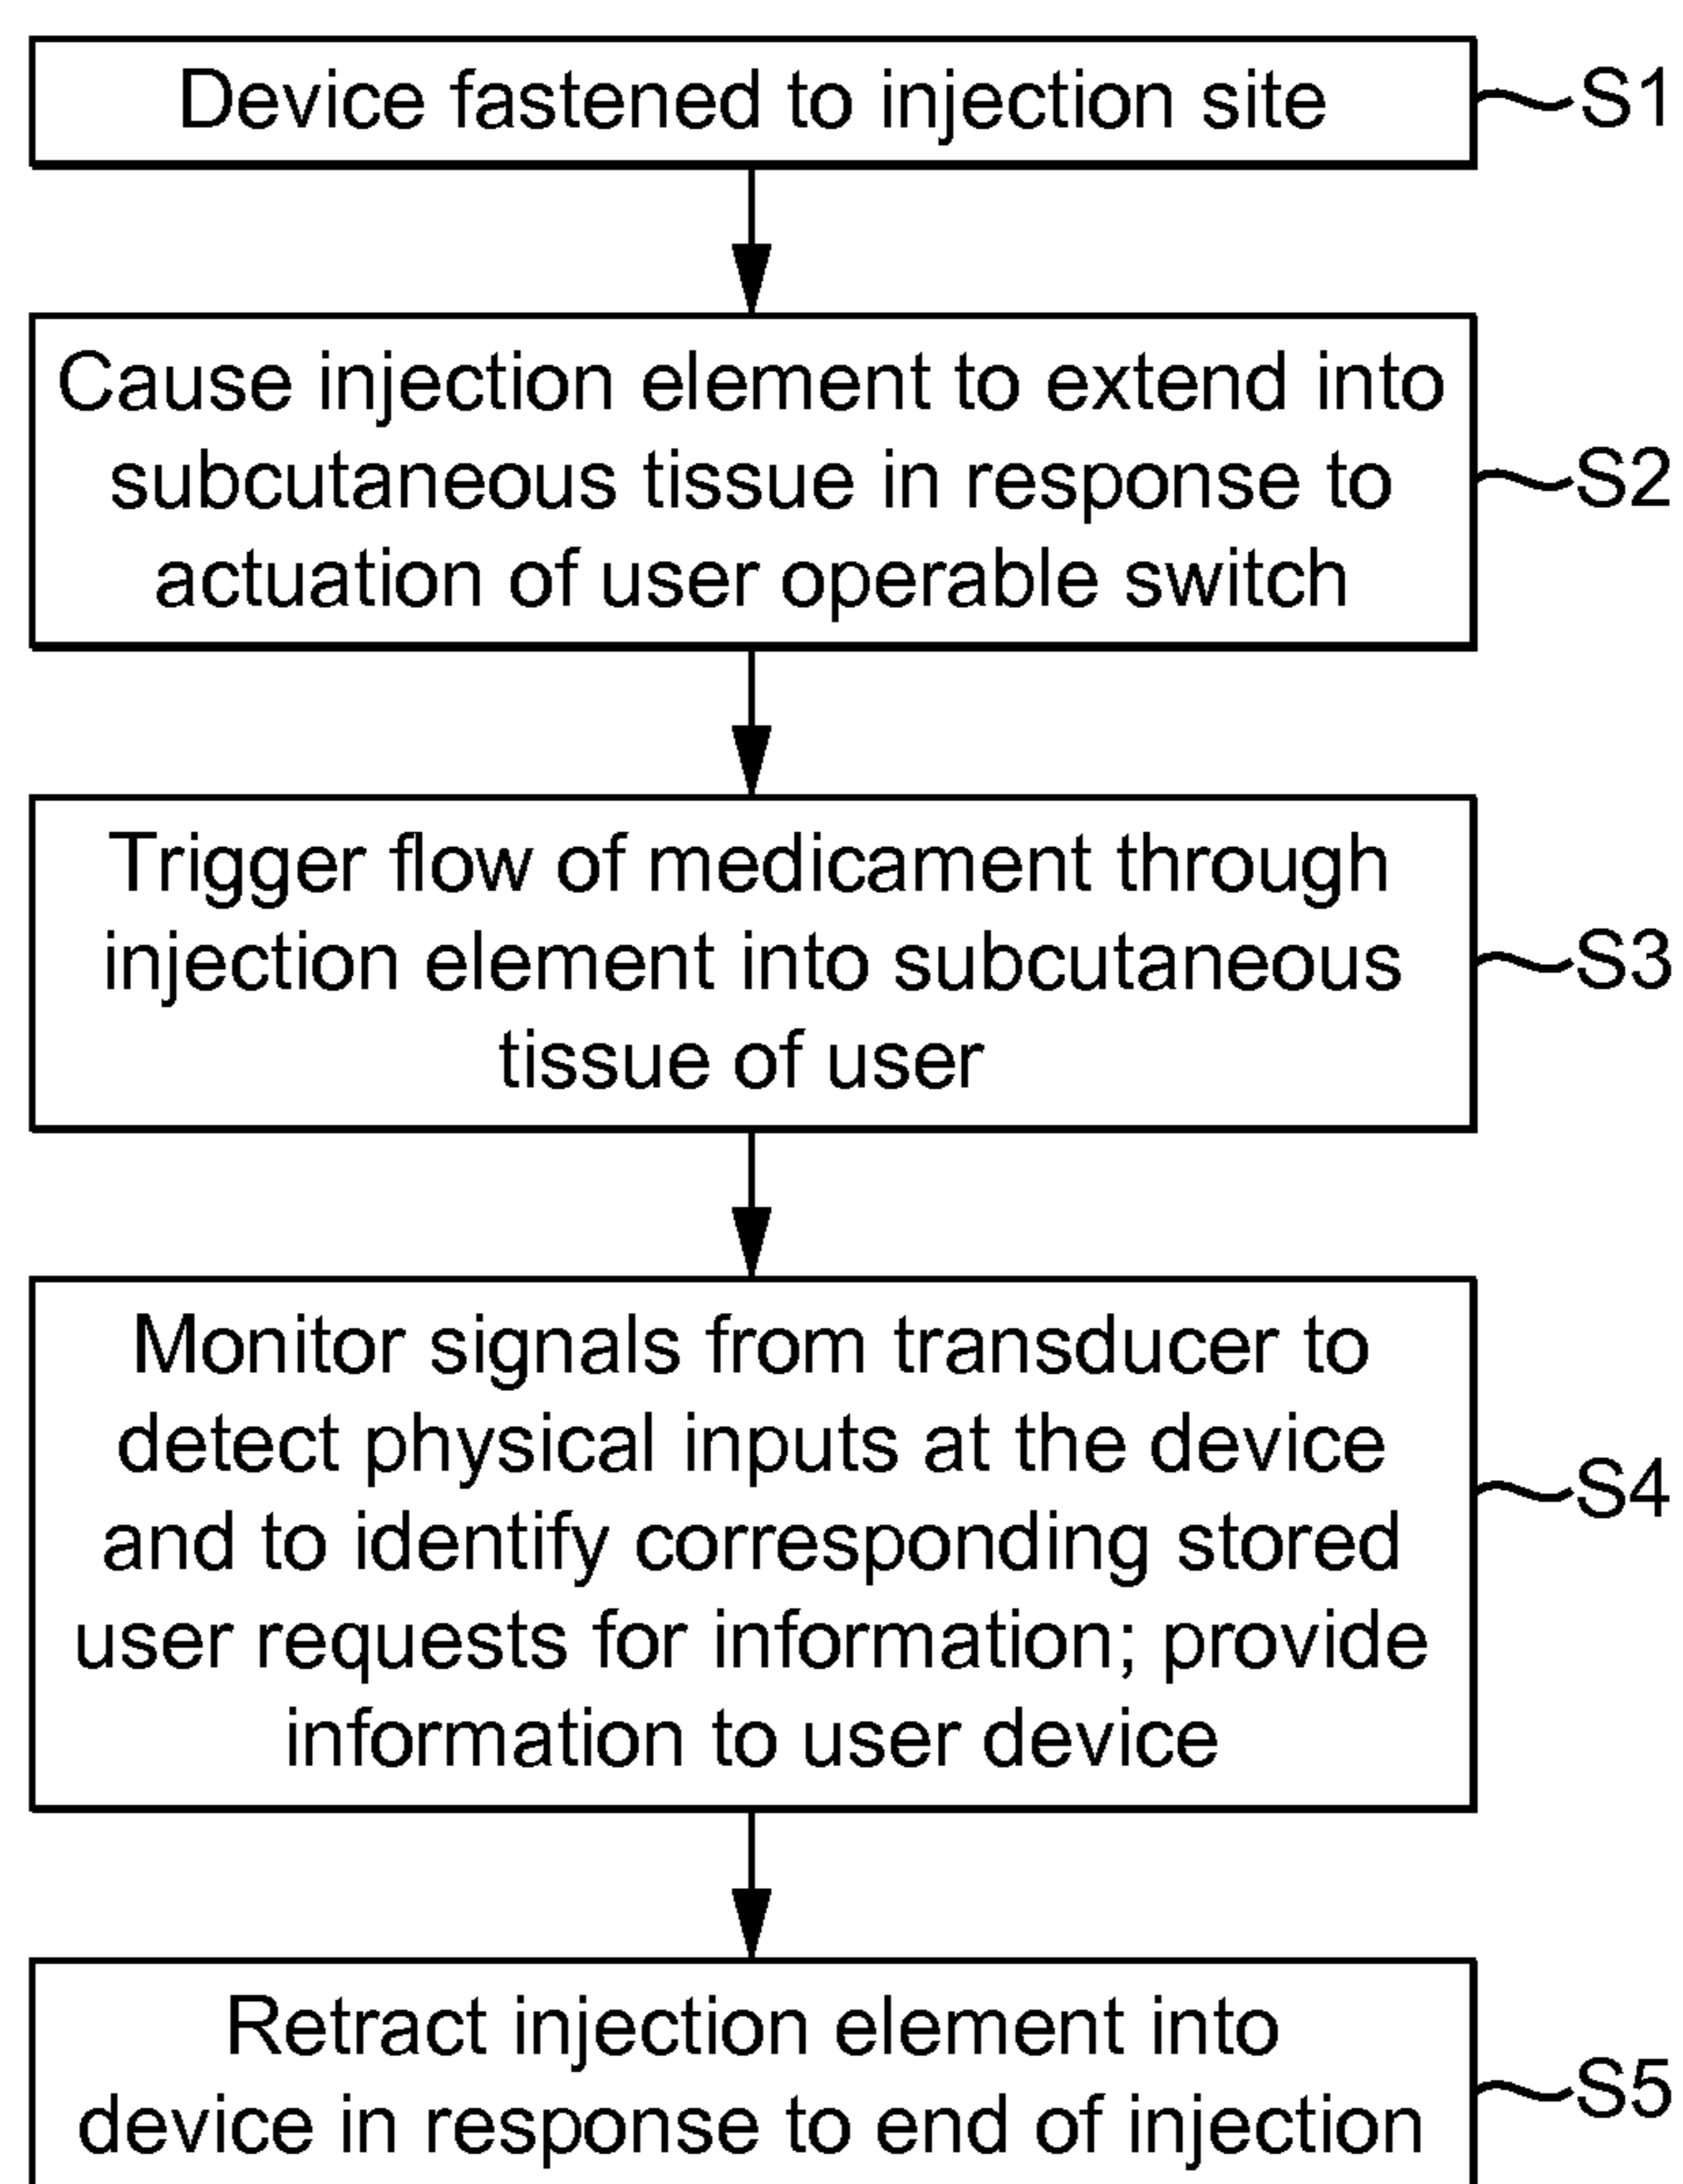 Device fastened to injection site
S1
Cause injection element to extend into
subcutaneous tissue in response to
actuation of user operable switch
S2
Trigger flow of medicament through
injection element into subcutaneous
tissue of user
S3
Monitor signals from transducer to
detect physical inputs at the device
and to identify corresponding stored
user requests for information; provide
information to user device
S4
Retract injection element into
device in response to end of injection
S5